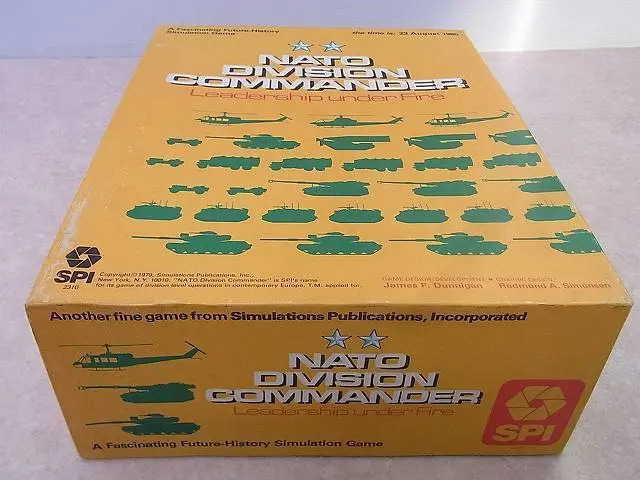 A Fascinating Future-History
Simulation Game
the time is: 23 August 1986
NATO
DIVISION
COMMANDER
Leadership under Fire
SPI
2310
Copyright © 1979, Simulations Publications, Inc.,
New York, N.Y. 10010. "NATO Division Commander" is SPI's name
for its game of division level operations in contemporary Europe. T.M. applied for.
GAME DESIGN/DEVELOPMENT • GRAPHIC DESIGN
James F. Dunnigan Redmond A. Simonsen
Another fine game from Simulations Publications, Incorporated
NATO
DIVISION
COMMANDER
Leadership under Fire
A Fascinating Future-History Simulation Game
SPI